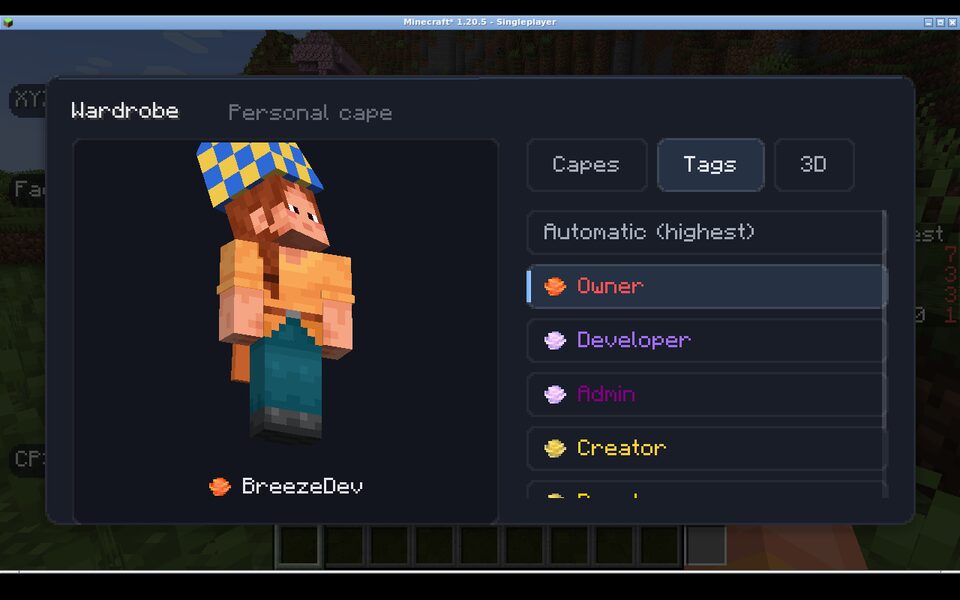 Minecraft* 1.20.5 - Singleplayer
Wardrobe
Personal cape
Capes
Tags
3D
Automatic (highest)
Owner
Developer
Admin
Creator
BreezeDev